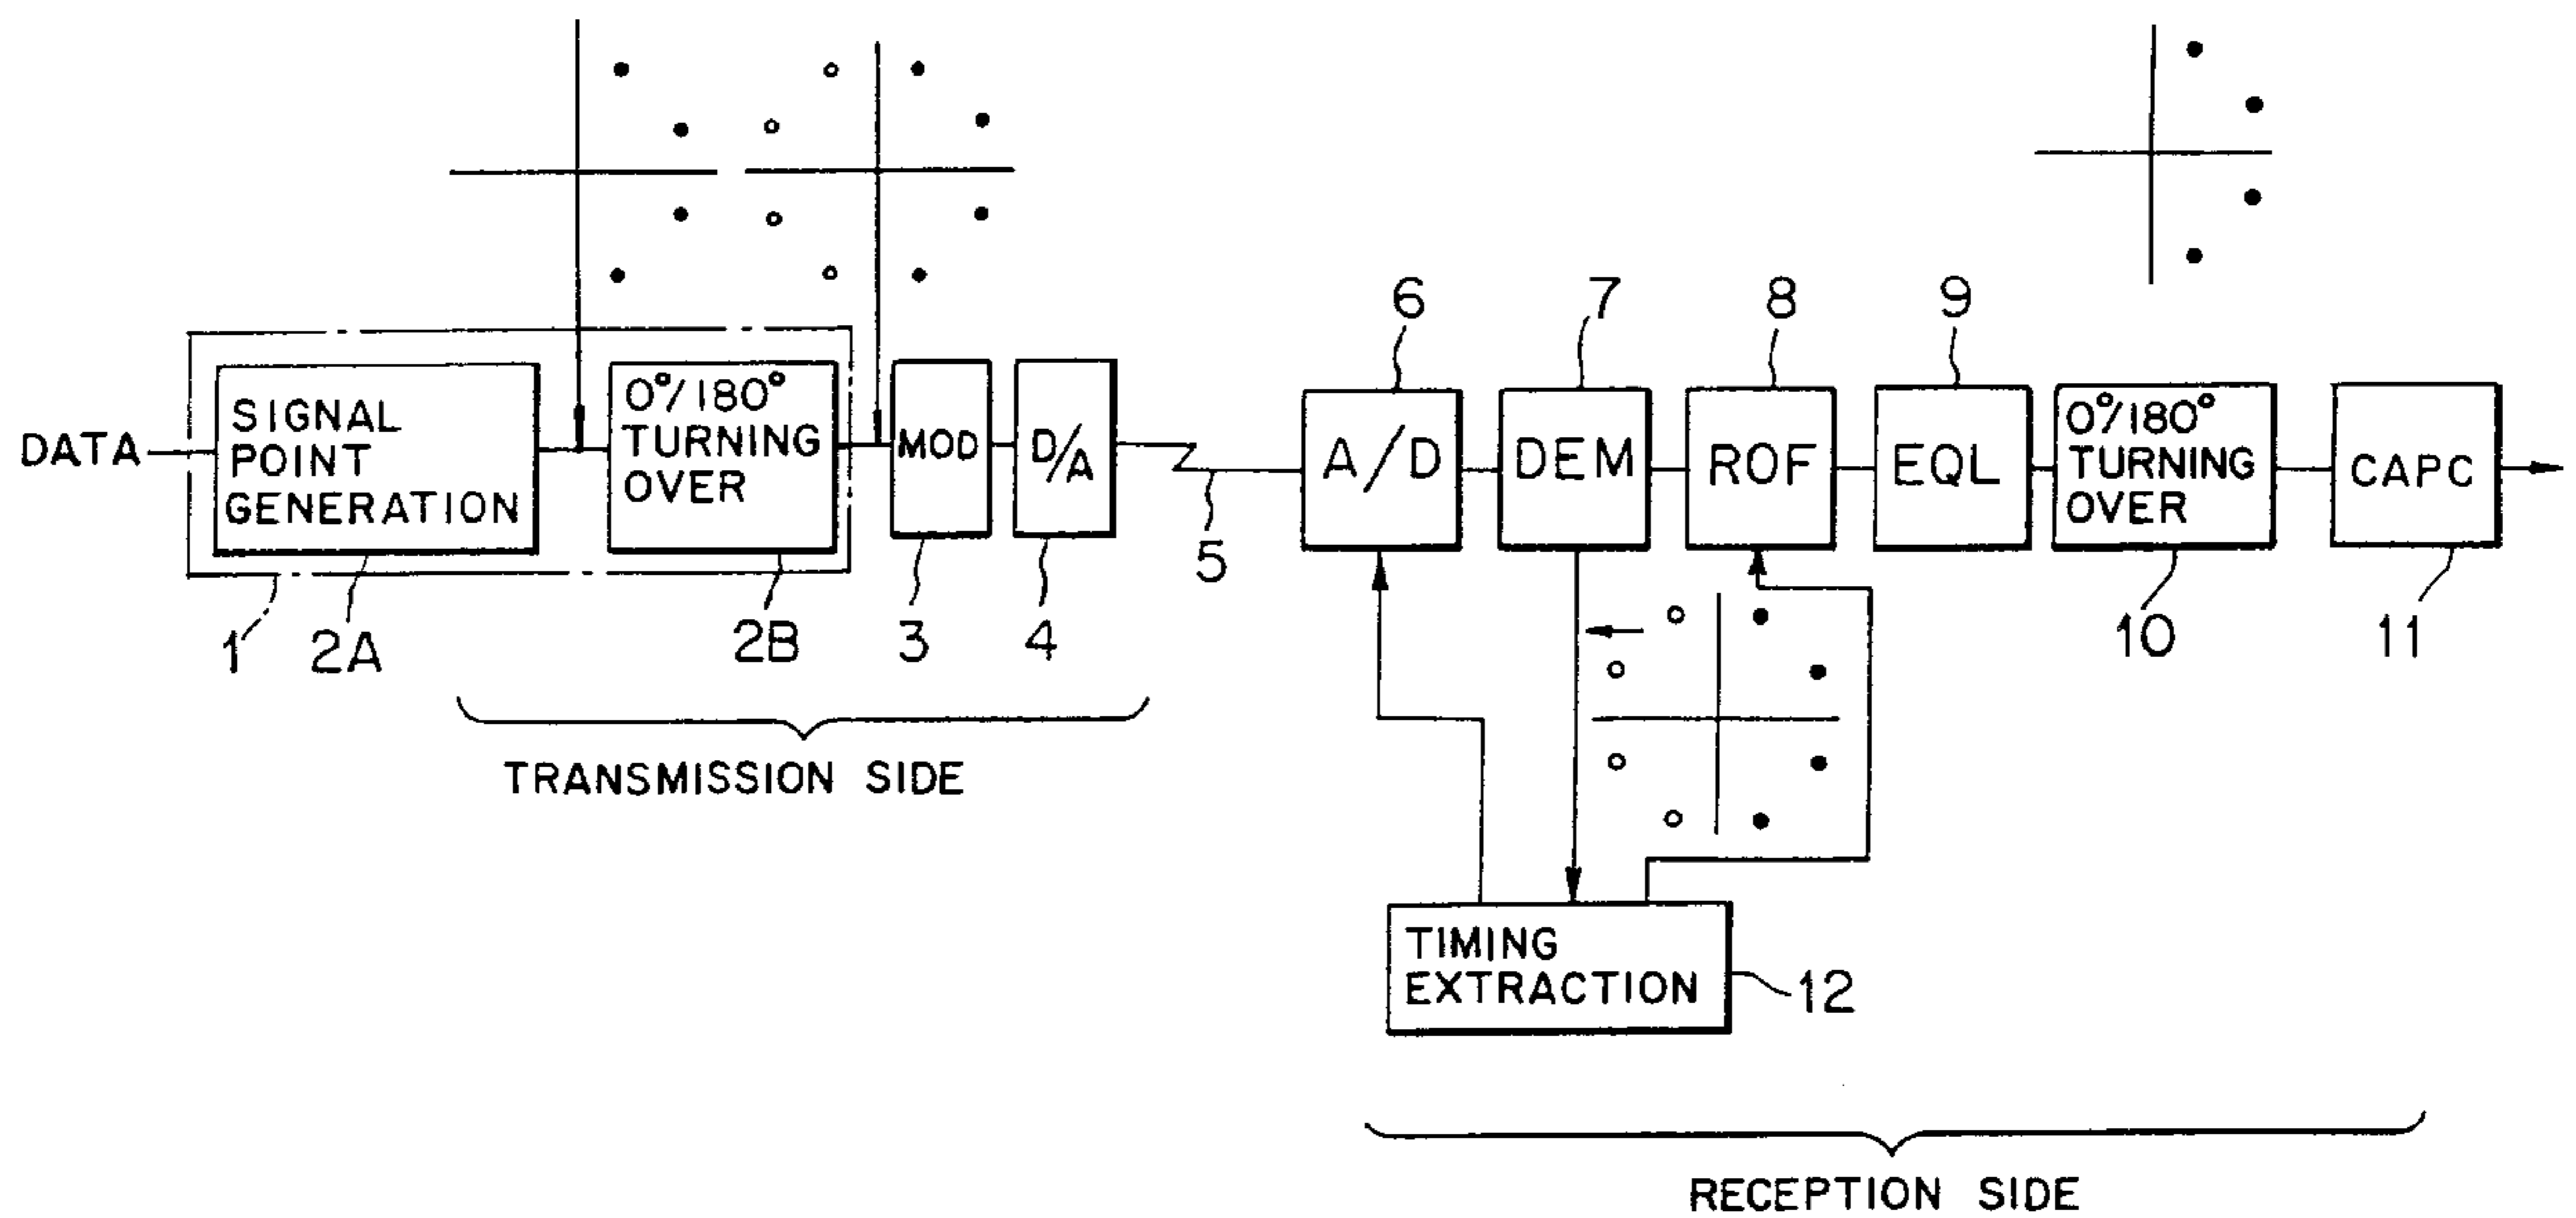 DATA
SIGNAL
POINT
GENERATION
0°/180°
TURNING
OVER
MOD
D/A
A/D
DEM
ROF
EQL
0°/180°
TURNING
OVER
CAPC
1
2A
2B
3
4
5
6
7
8
9
10
11
TRANSMISSION SIDE
TIMING
EXTRACTION
12
RECEPTION SIDE